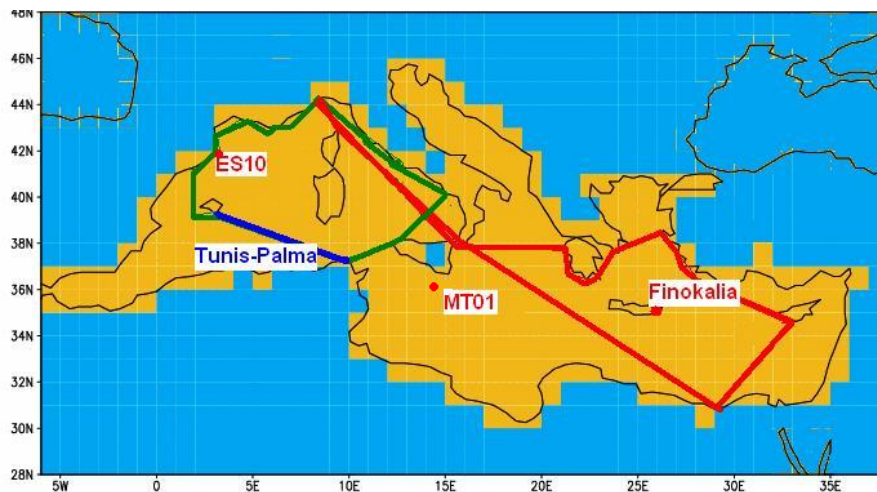 48N
46N
44N
42N
40N
38N
36N
34N
32N
30N
28N
ES10
Tunis-Palma
MT01
Finokalia
5W 0 5E 10E 15E 20E 25E 30E 35E